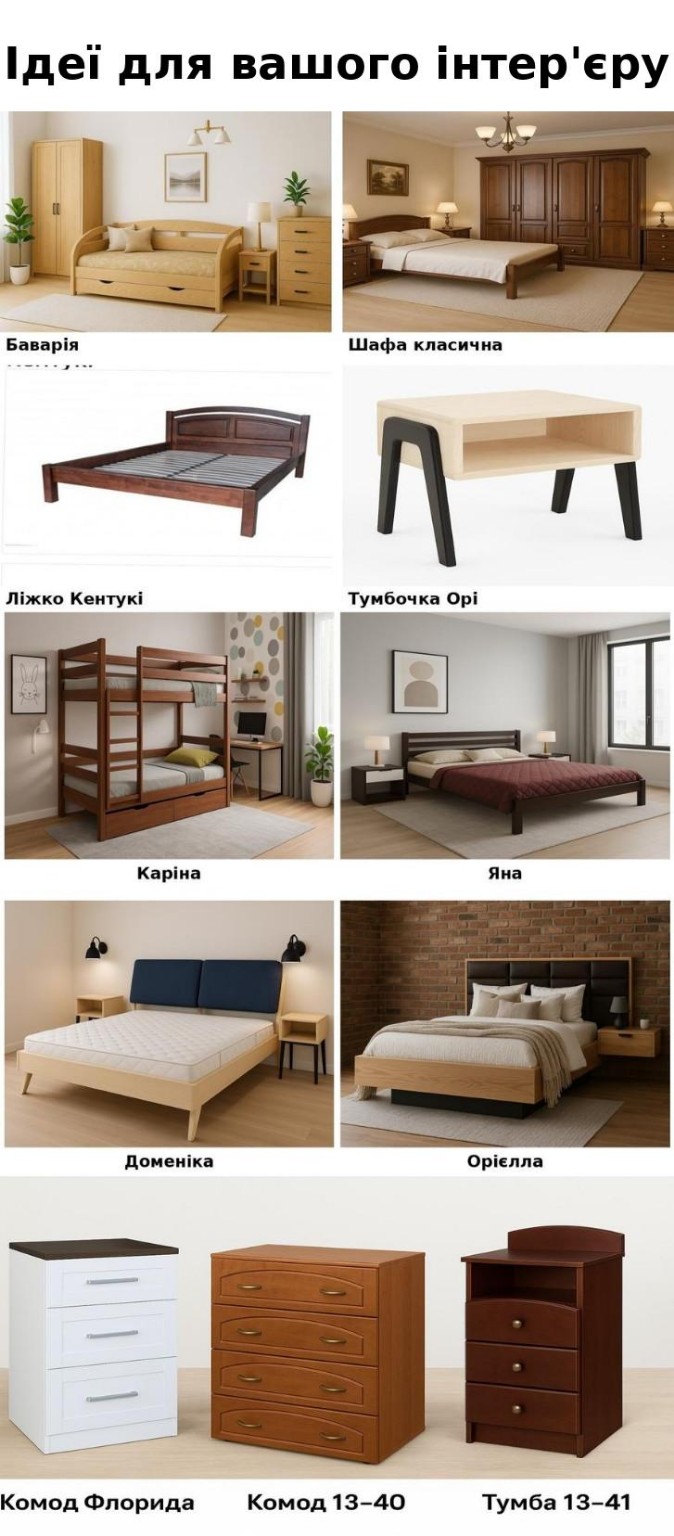 Ідеї для вашого інтер'єру
Баварія
Шафа класична
Ліжко Кентукі
Тумбочка Орі
Каріна
Яна
Доменіка
Орієлла
Комод Флорида
Комод 13-40
Тумба 13-41